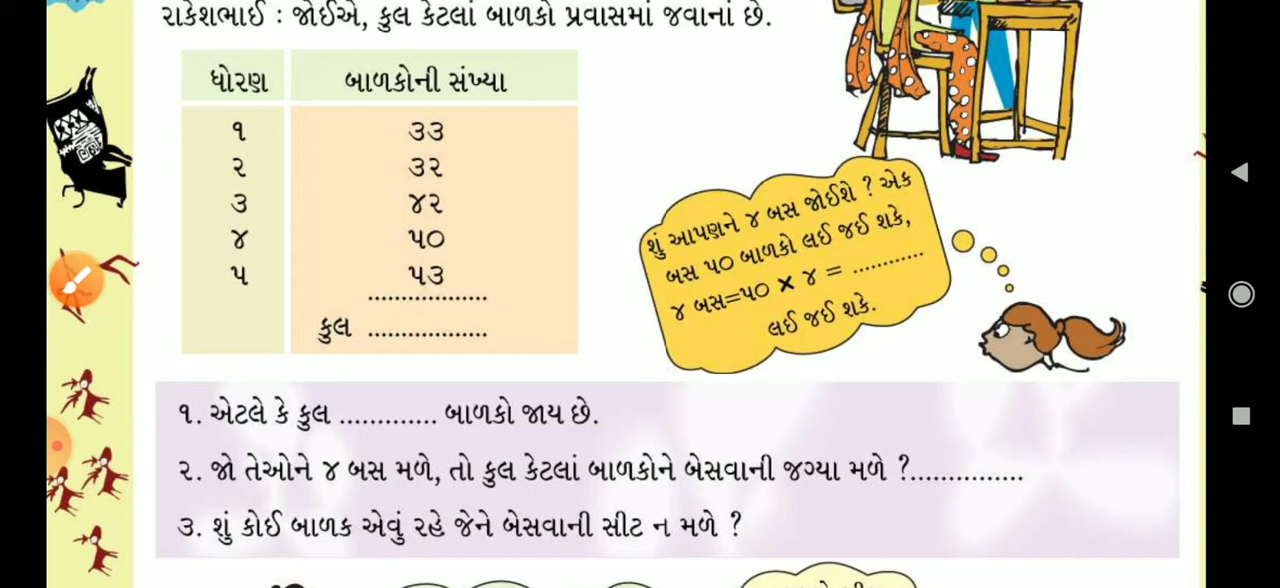 રાકેશભાઈ : જોઈએ, કુલ કેટલાં બાળકો પ્રવાસમાં જવાનાં છે.
ધોરણ બાળકોની સંખ્યા
૧ ૩૩
૨ ૩૨
૩ ૪૨
૪ ૫૦
૫ ૫૩
..................
કુલ ..................
શું આપણને ૪ બસ જોઈશે ? એક
બસ ૫૦ બાળકો લઈ જઈ શકે,
૪ બસ=૫૦ × ૪ = ............
લઈ જઈ શકે.
૧. એટલે કે કુલ ............. બાળકો જાય છે.
૨. જો તેઓને ૪ બસ મળે, તો કુલ કેટલાં બાળકોને બેસવાની જગ્યા મળે ?...............
૩. શું કોઈ બાળક એવું રહે જેને બેસવાની સીટ ન મળે ?